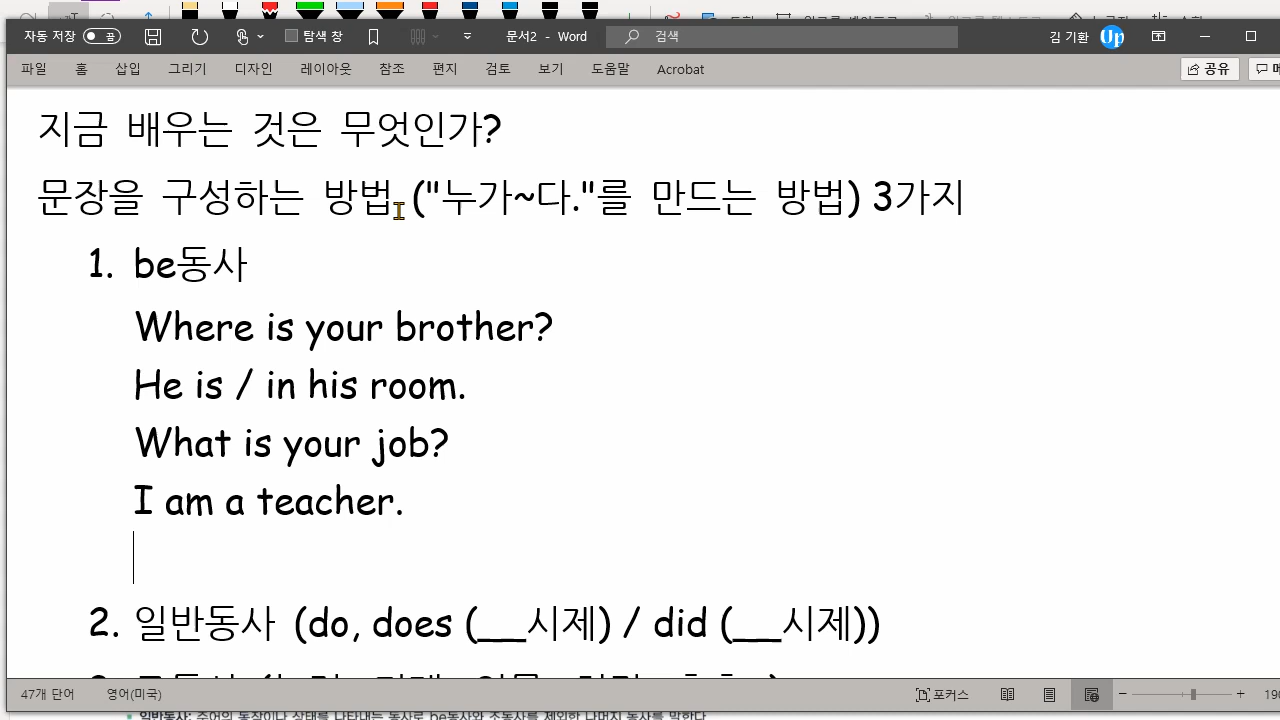 자동 저장 끔 탐색 창 문서2 - Word 검색 김 기환 Up
파일 홈 삽입 그리기 디자인 레이아웃 참조 편지 검토 보기 도움말 Acrobat 공유
지금 배우는 것은 무엇인가?
문장을 구성하는 방법 ("누가~다."를 만드는 방법) 3가지
1. be동사
Where is your brother?
He is / in his room.
What is your job?
I am a teacher.
2. 일반동사 (do, does (__시제) / did (__시제))
47개 단어 영어(미국) 포커스